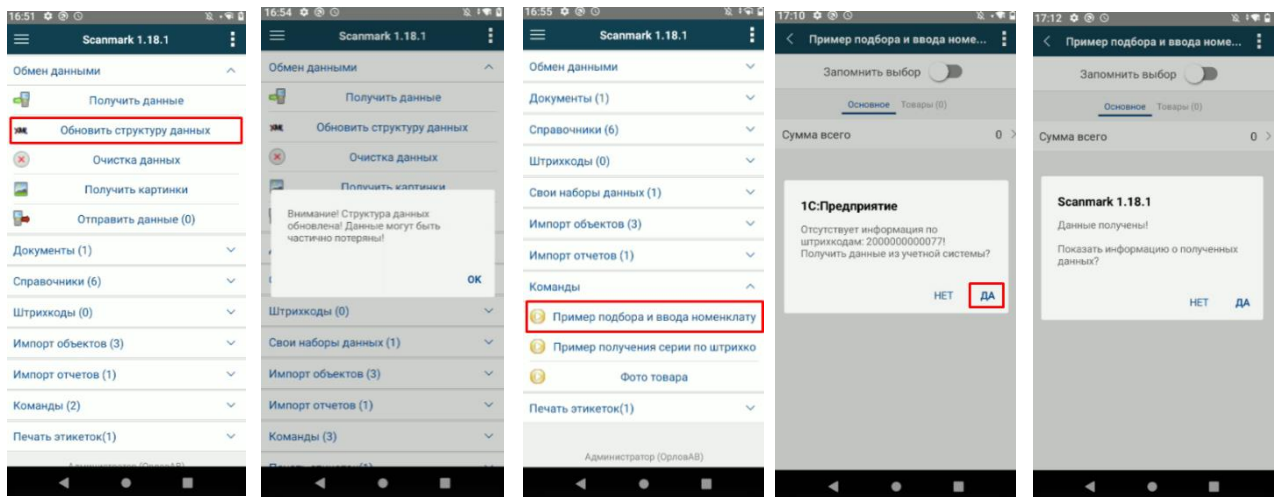 16:51
Scanmark 1.18.1
Обмен данными
Получить данные
Обновить структуру данных
Очистка данных
Получить картинки
Отправить данные (0)
Документы (1)
Справочники (6)
Штрихкоды (0)
Импорт объектов (3)
Импорт отчетов (1)
Команды (2)
Печать этикеток(1)
Администратор (ОрловАВ)
16:54
Scanmark 1.18.1
Обмен данными
Получить данные
Обновить структуру данных
Очистка данных
Получить картинки
Внимание! Структура данных
обновлена! Данные могут быть
частично потеряны!
ОК
Штрихкоды (0)
Свои наборы данных (1)
Импорт объектов (3)
Импорт отчетов (1)
Команды (3)
Печать этикеток(1)
16:55
Scanmark 1.18.1
Обмен данными
Документы (1)
Справочники (6)
Штрихкоды (0)
Свои наборы данных (1)
Импорт объектов (3)
Импорт отчетов (1)
Команды
Пример подбора и ввода номенклату
Пример получения серии по штрихко
Фото товара
Печать этикеток(1)
Администратор (ОрловАВ)
17:10
Пример подбора и ввода номе...
Запомнить выбор
Основное Товары (0)
Сумма всего 0
1С:Предприятие
Отсутствует информация по
штрихкодам: 2000000000077!
Получить данные из учетной системы?
НЕТ ДА
17:12
Пример подбора и ввода номе...
Запомнить выбор
Основное Товары (0)
Сумма всего 0
Scanmark 1.18.1
Данные получены!
Показать информацию о полученных
данных?
НЕТ ДА